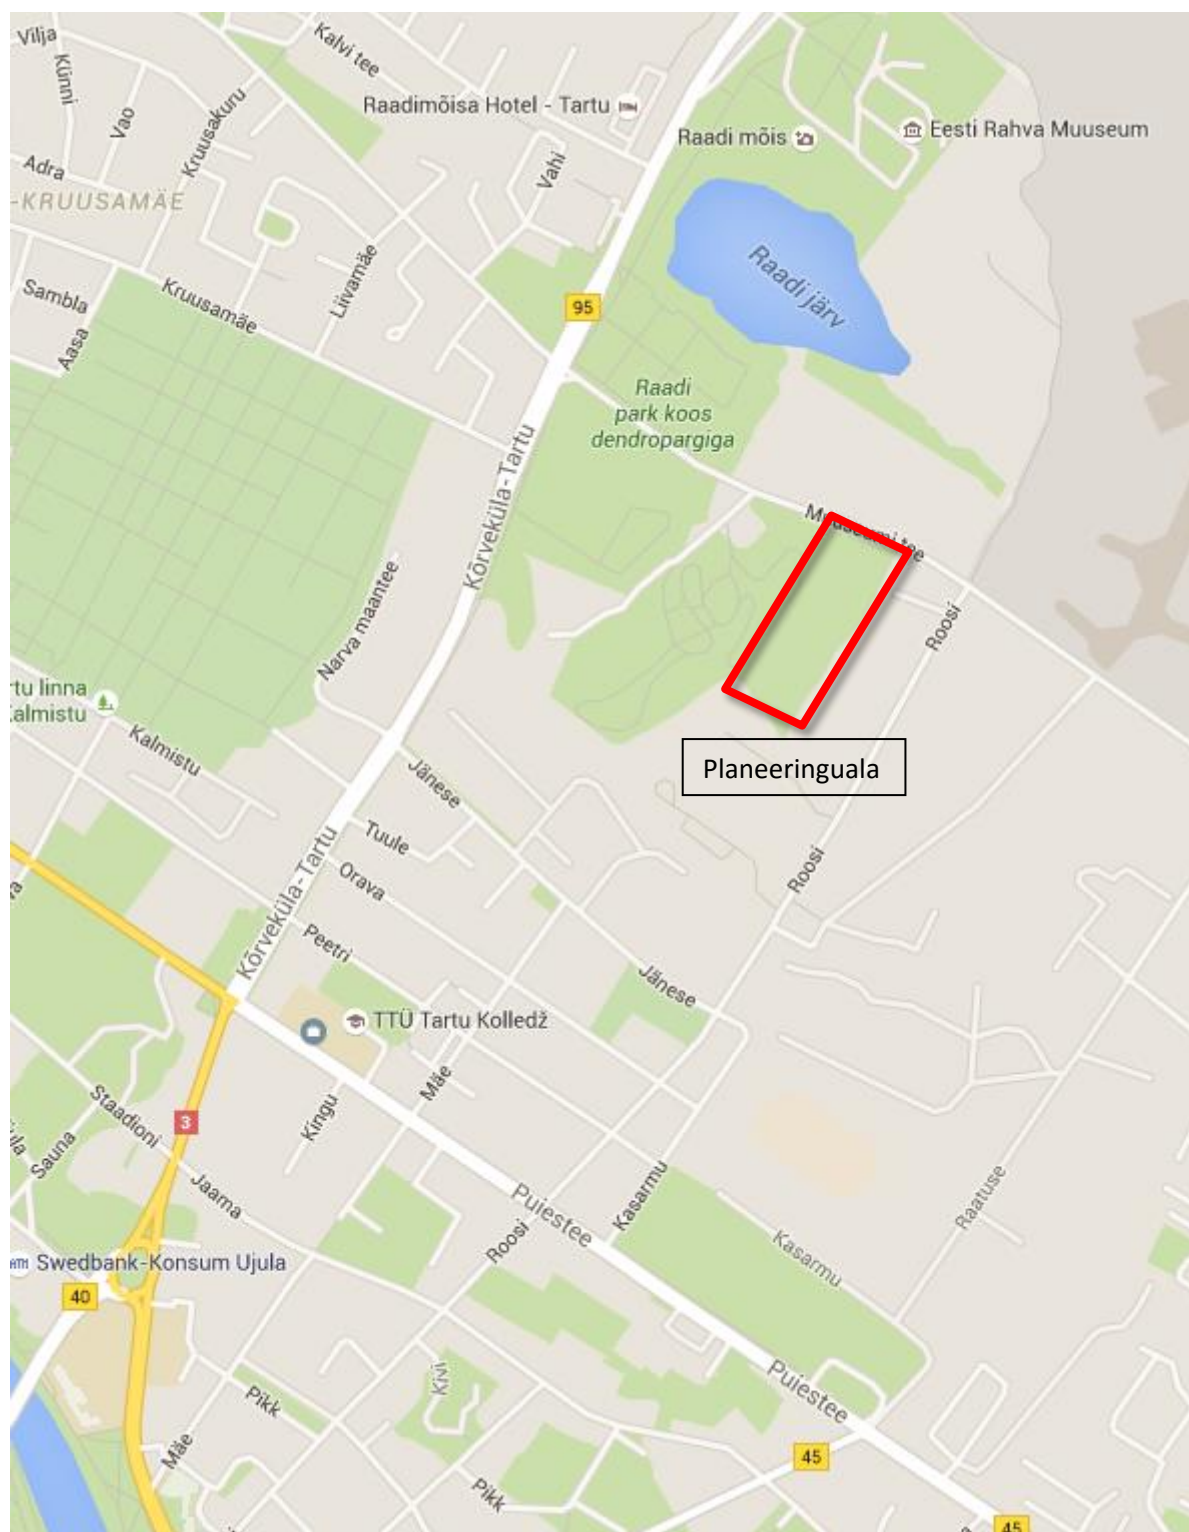 Vilja
Künni
Vao
Kruusakuru
Kalvi tee
Raadimõisa Hotel - Tartu
Raadi mõis
Eesti Rahva Muuseum
Adra
Vahi
-KRUUSAMÄE
Sambla
Aasa
Kruusamäe
Liivamäe
95
Raadi järv
Raadi
park koos
dendropargiga
Kõrveküla-Tartu
Muuseumi tee
Narva maantee
Roosi
tu linna
almistu
Kalmistu
Planeeringuala
Jänese
Tuule
Orava
Kõrveküla-Tartu
Roosi
Peetri
Jänese
TTÜ Tartu Kolledž
Mäe
Kingu
Staadioni
3
Sauna
Jaama
Puiestee
Roosi
Kasarmu
Raatuse
Kasarmu
Swedbank-Konsum Ujula
40
Kivi
Pikk
Puiestee
Mäe
45
Pikk
45